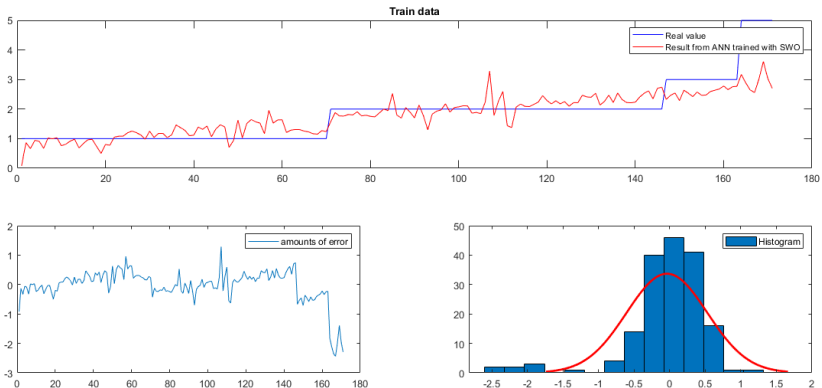 Train data
5
4
3
2
1
0
Real value
Result from ANN trained with SWO
0 20 40 60 80 100 120 140 160 180
2
1
0
-1
-2
-3
amounts of error
0 20 40 60 80 100 120 140 160 180
50
40
30
20
10
0
Histogram
-2.5 -2 -1.5 -1 -0.5 0 0.5 1 1.5 2